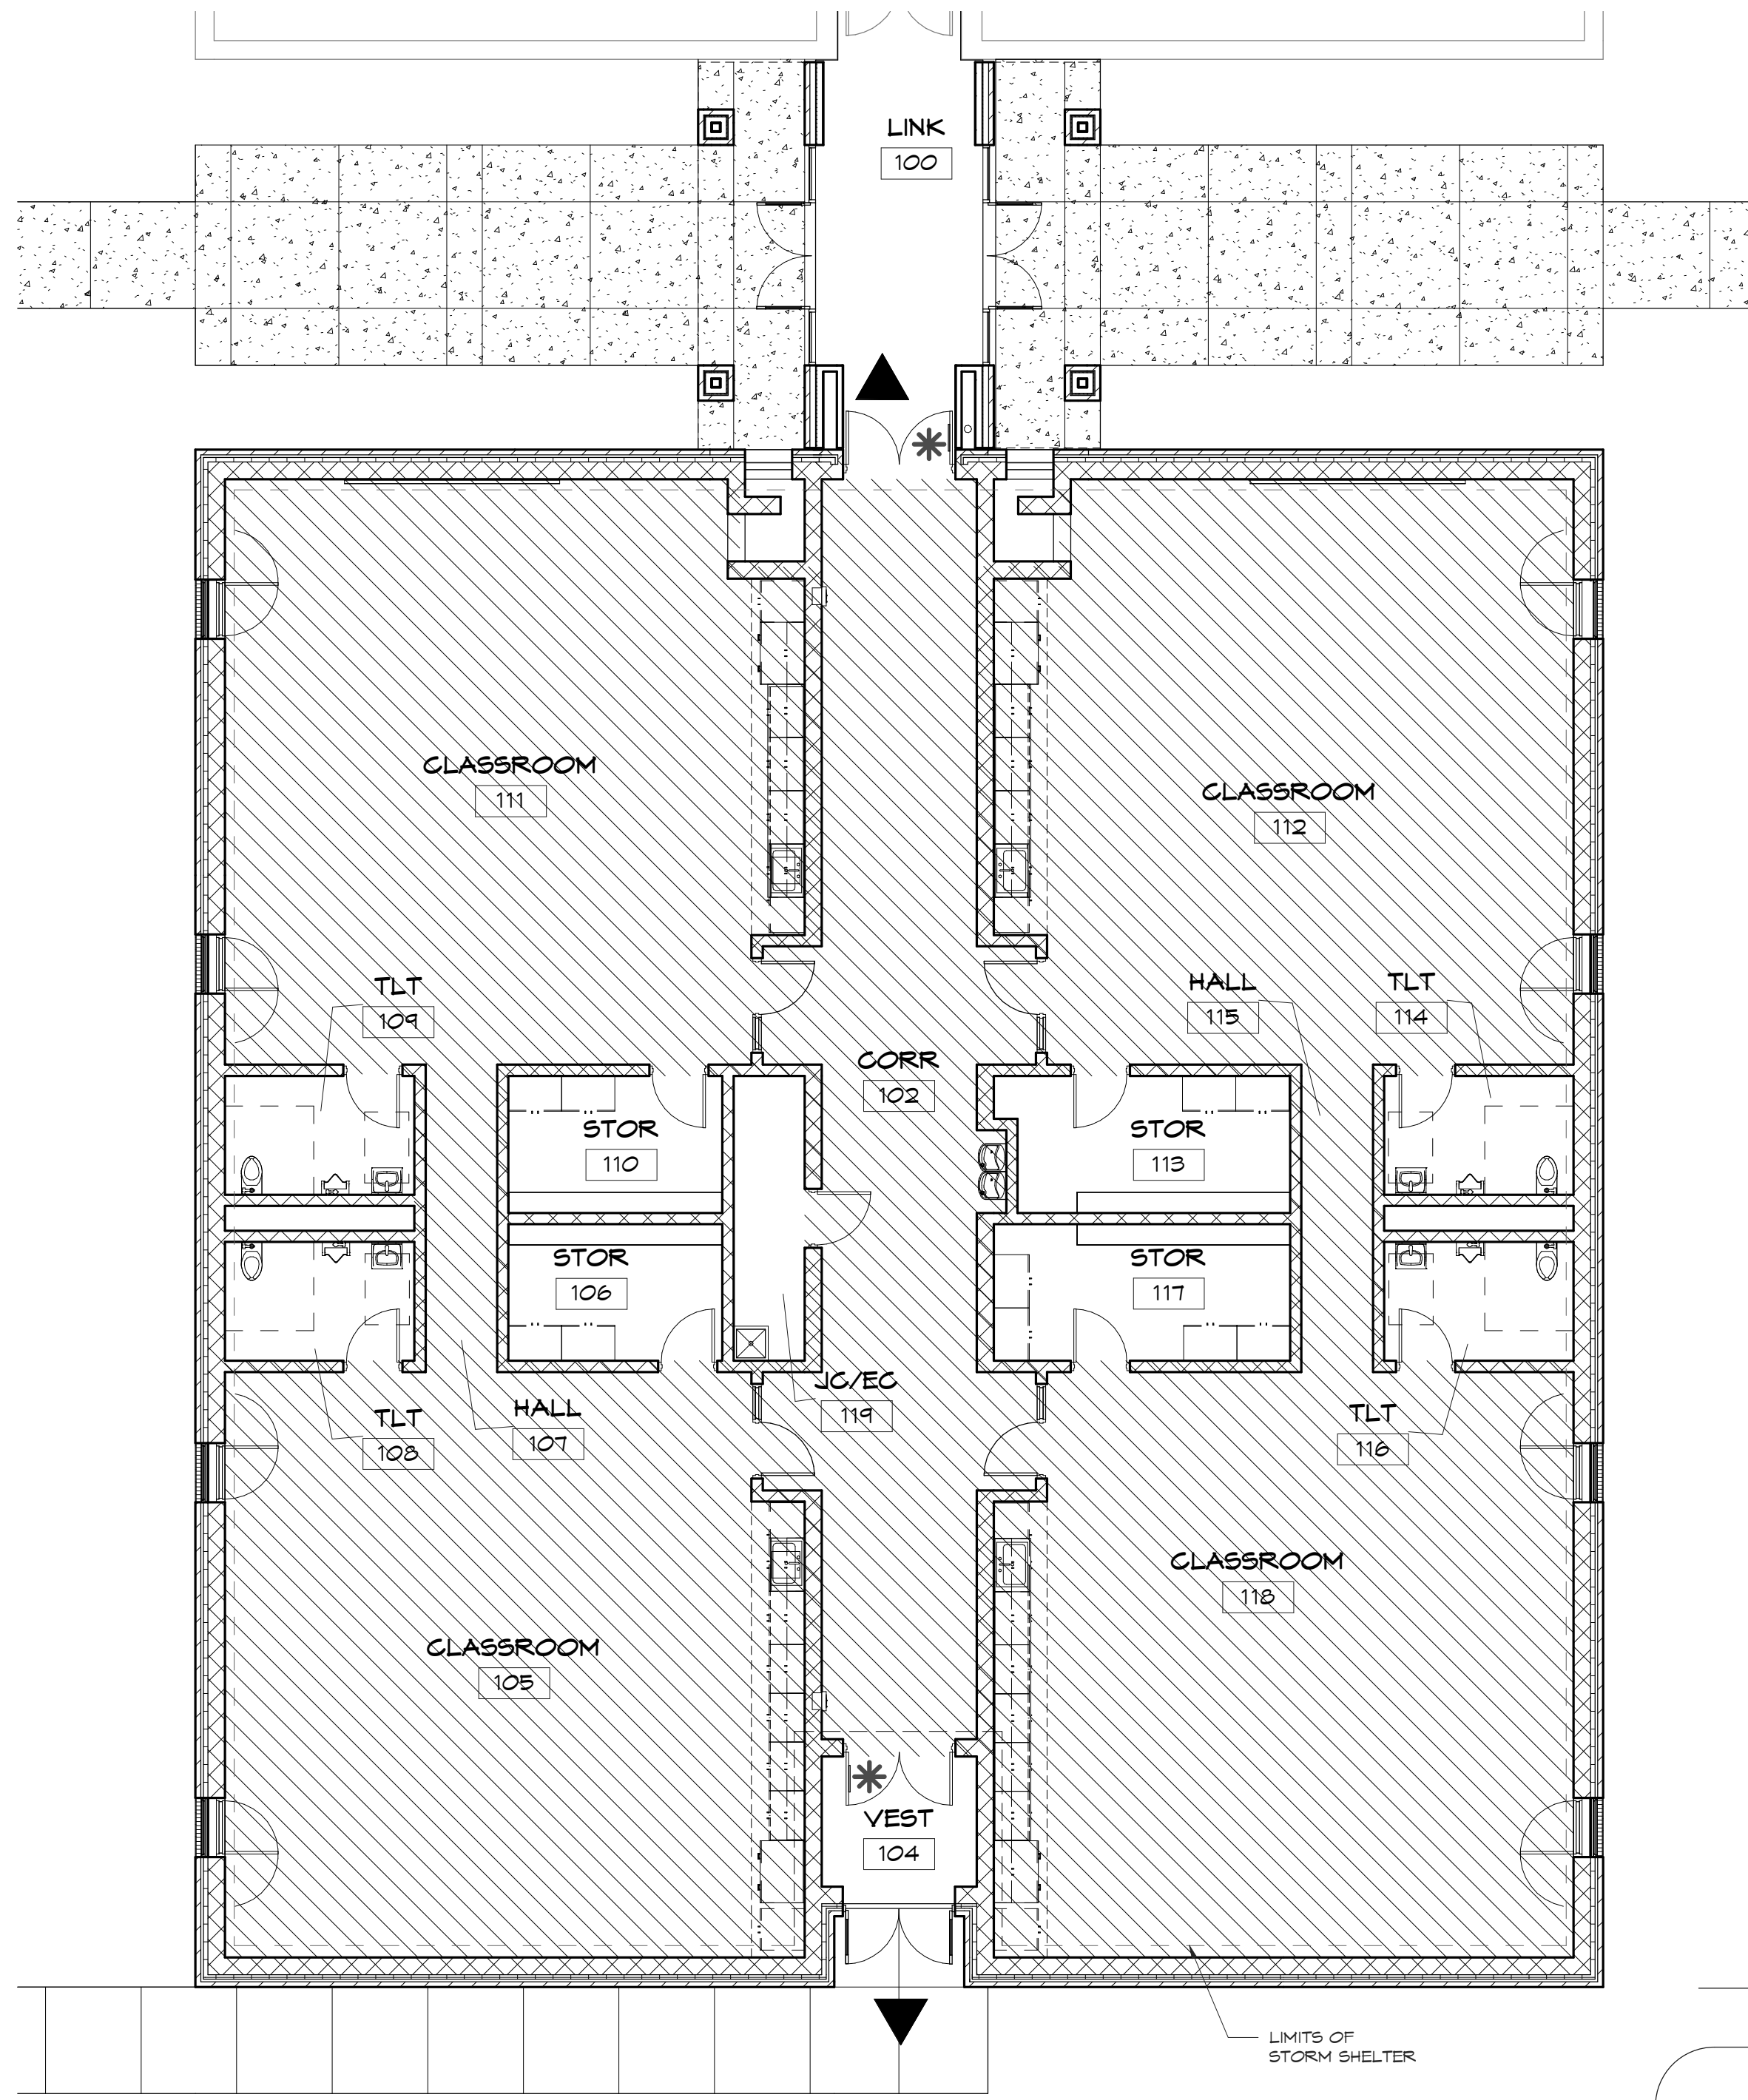 LINK
100
CLASSROOM
111
CLASSROOM
112
TLT
109
HALL
115
TLT
114
CORR
102
STOR
110
STOR
113
STOR
106
STOR
117
JC/EC
119
TLT
108
HALL
107
TLT
116
CLASSROOM
118
CLASSROOM
105
VEST
104
LIMITS OF
STORM SHELTER